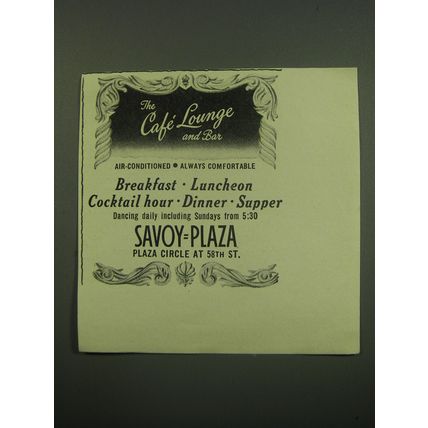 The
Café Lounge
and Bar
AIR-CONDITIONED • ALWAYS COMFORTABLE
Breakfast · Luncheon
Cocktail hour · Dinner · Supper
Dancing daily including Sundays from 5:30
SAVOY=PLAZA
PLAZA CIRCLE AT 58TH ST.